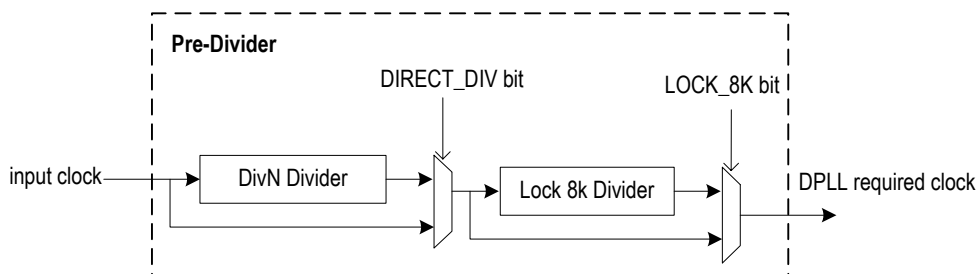 Pre-Divider
DIRECT_DIV bit
LOCK_8K bit
input clock
DivN Divider
Lock 8k Divider
DPLL required clock